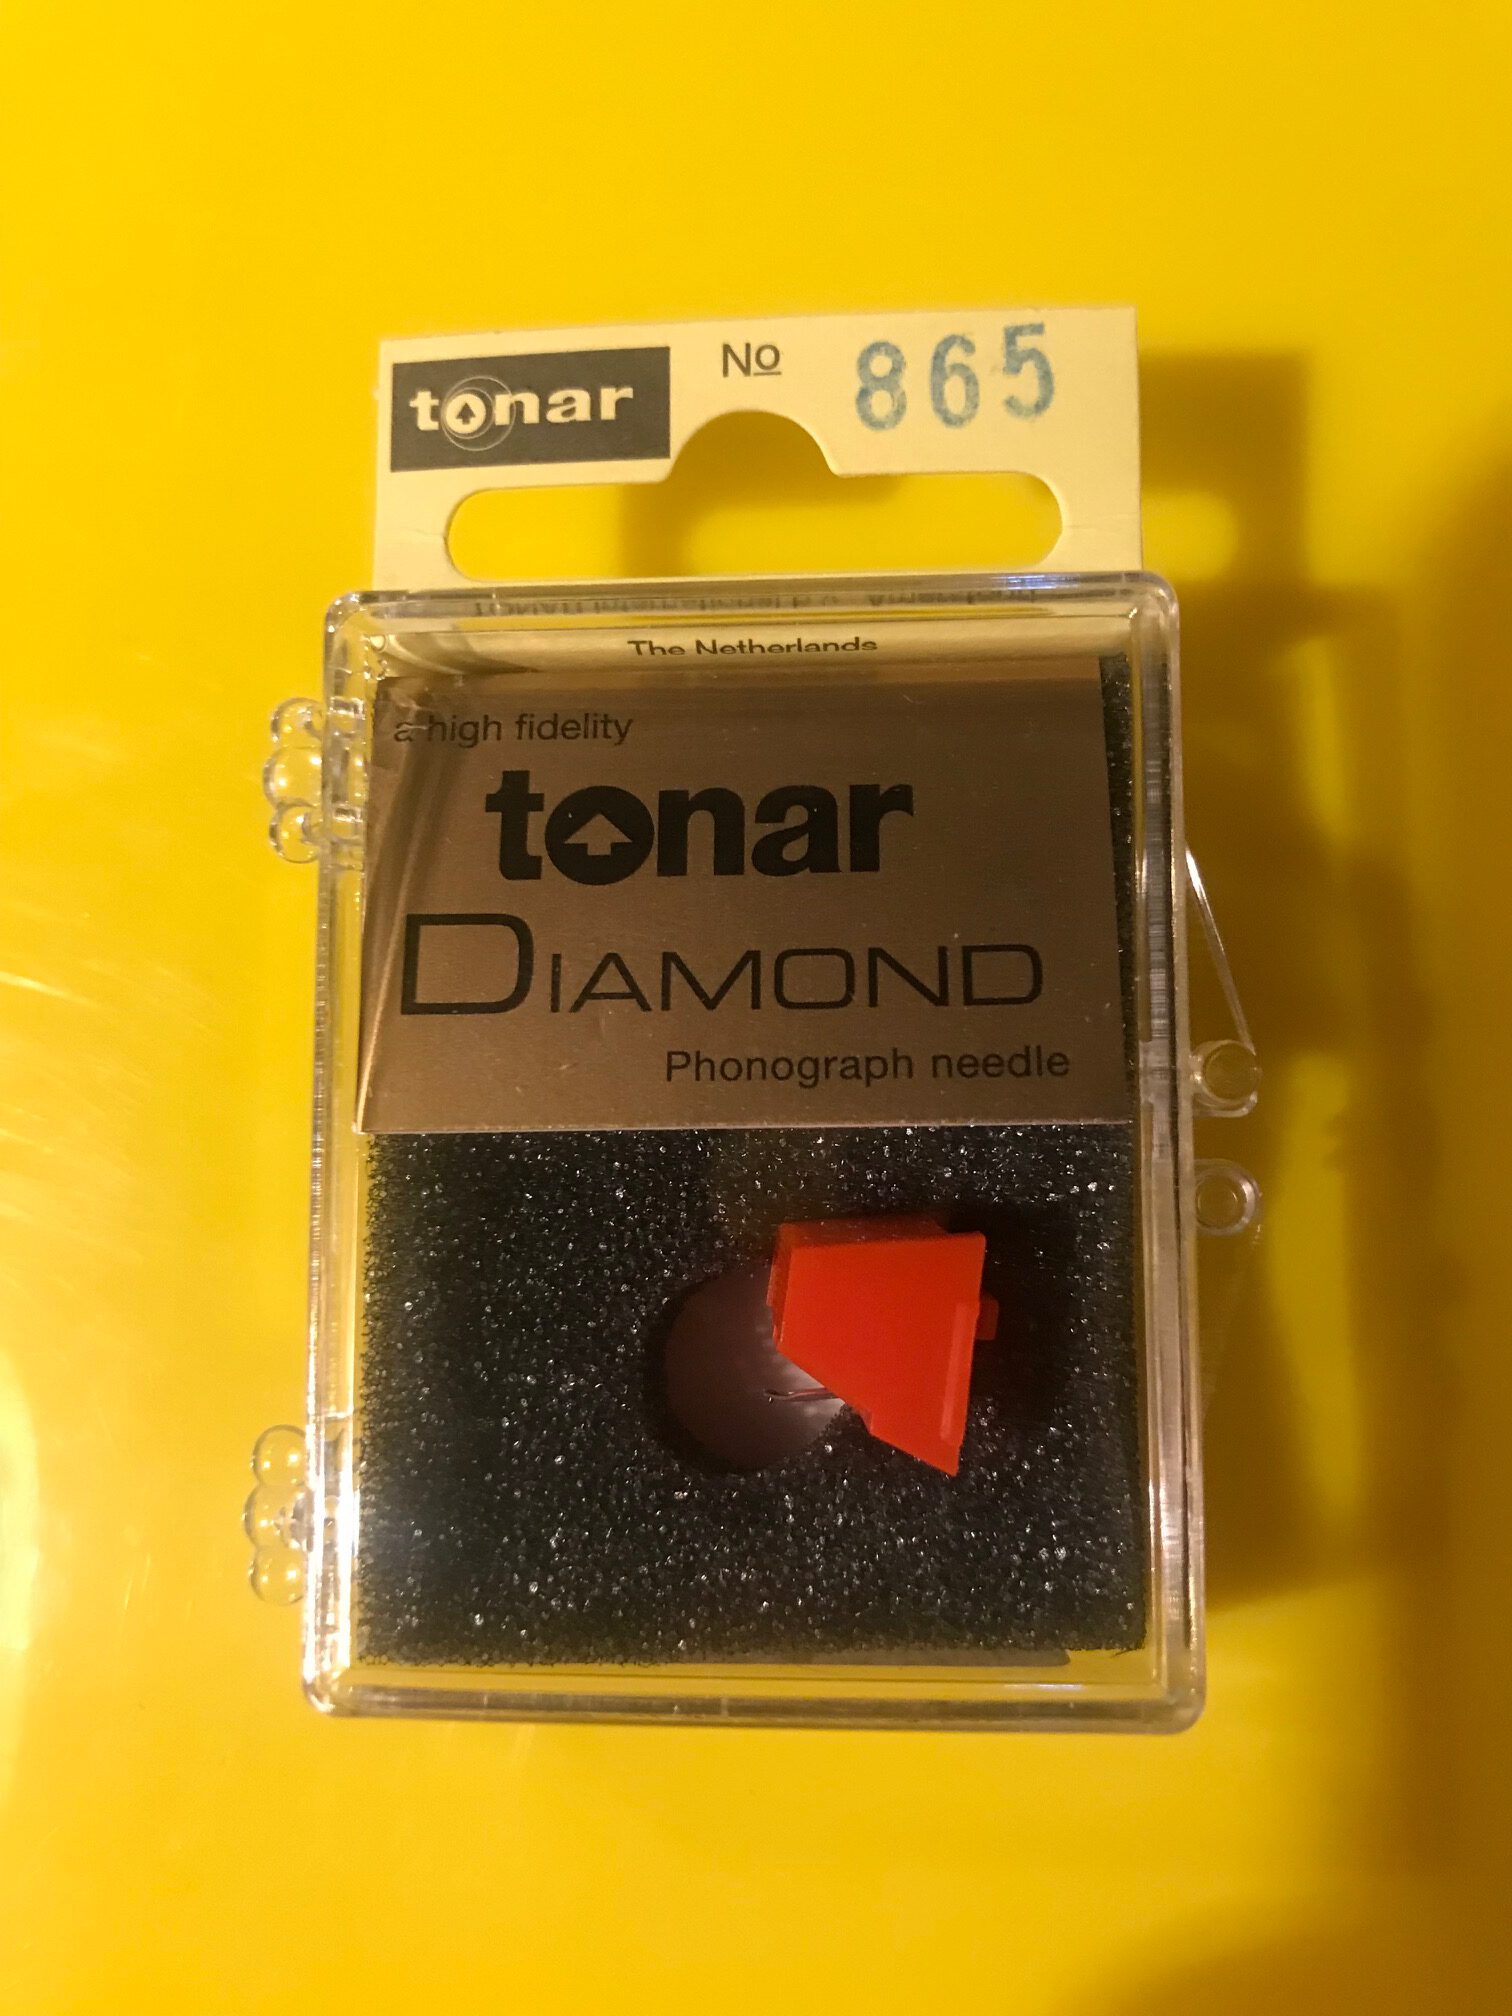 tonar
No 865
The Netherlands
a high fidelity
tonar
DIAMOND
Phonograph needle